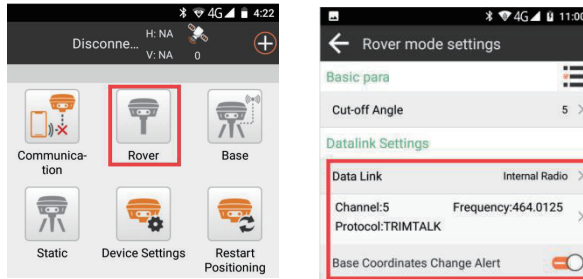 4G 4:22
Disconne... H: NA
V: NA 0
Communica-
tion
Rover
Base
Static
Device Settings
Restart
Positioning
4G 11:00
Rover mode settings
Basic para
Cut-off Angle 5
Datalink Settings
Data Link Internal Radio
Channel:5 Frequency:464.0125
Protocol:TRIMTALK
Base Coordinates Change Alert